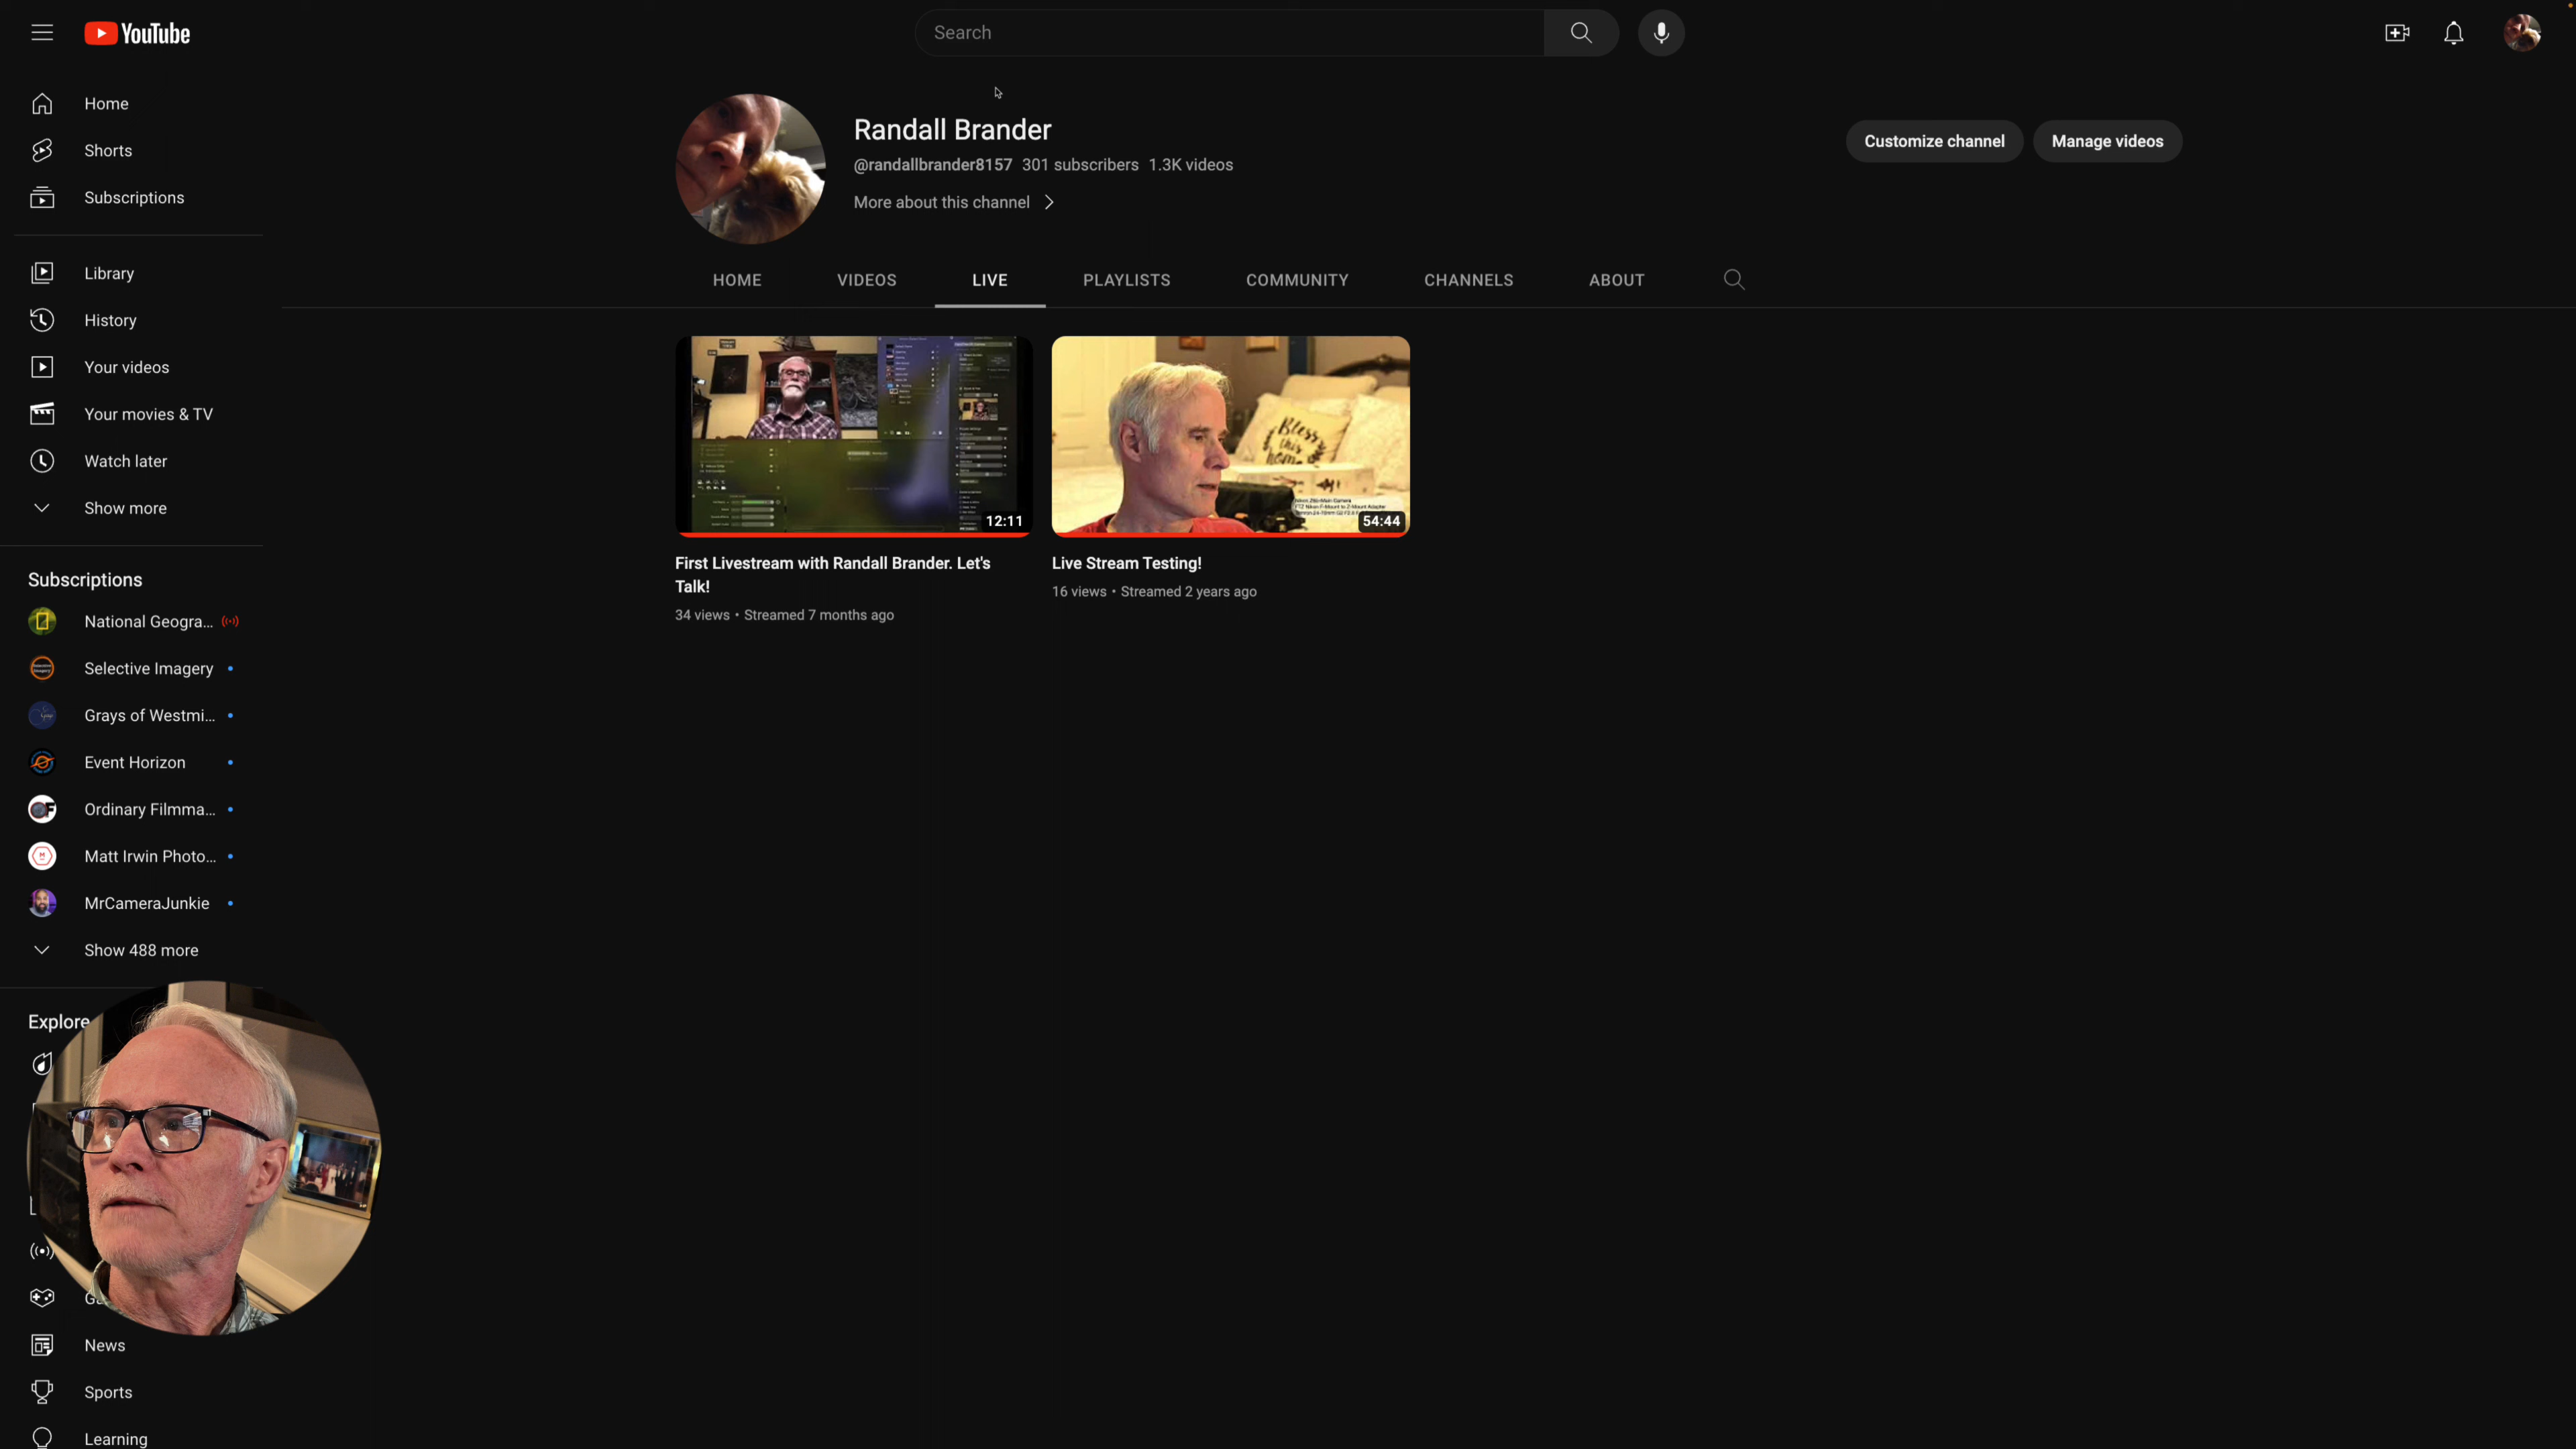 YouTube
Search
Home
Shorts
Subscriptions
Library
History
Your videos
Your movies & TV
Watch later
Show more
Subscriptions
National Geogra...
Selective Imagery
Grays of Westmi...
Event Horizon
Ordinary Filmma...
Matt Irwin Photo...
MrCameraJunkie
Show 488 more
Explore
News
Sports
Learning
Randall Brander
@randallbrander8157 301 subscribers 1.3K videos
More about this channel
Customize channel
Manage videos
HOME VIDEOS LIVE PLAYLISTS COMMUNITY CHANNELS ABOUT
12:11
First Livestream with Randall Brander. Let's
Talk!
34 views • Streamed 7 months ago
Bless
this
home
54:44
Live Stream Testing!
16 views • Streamed 2 years ago